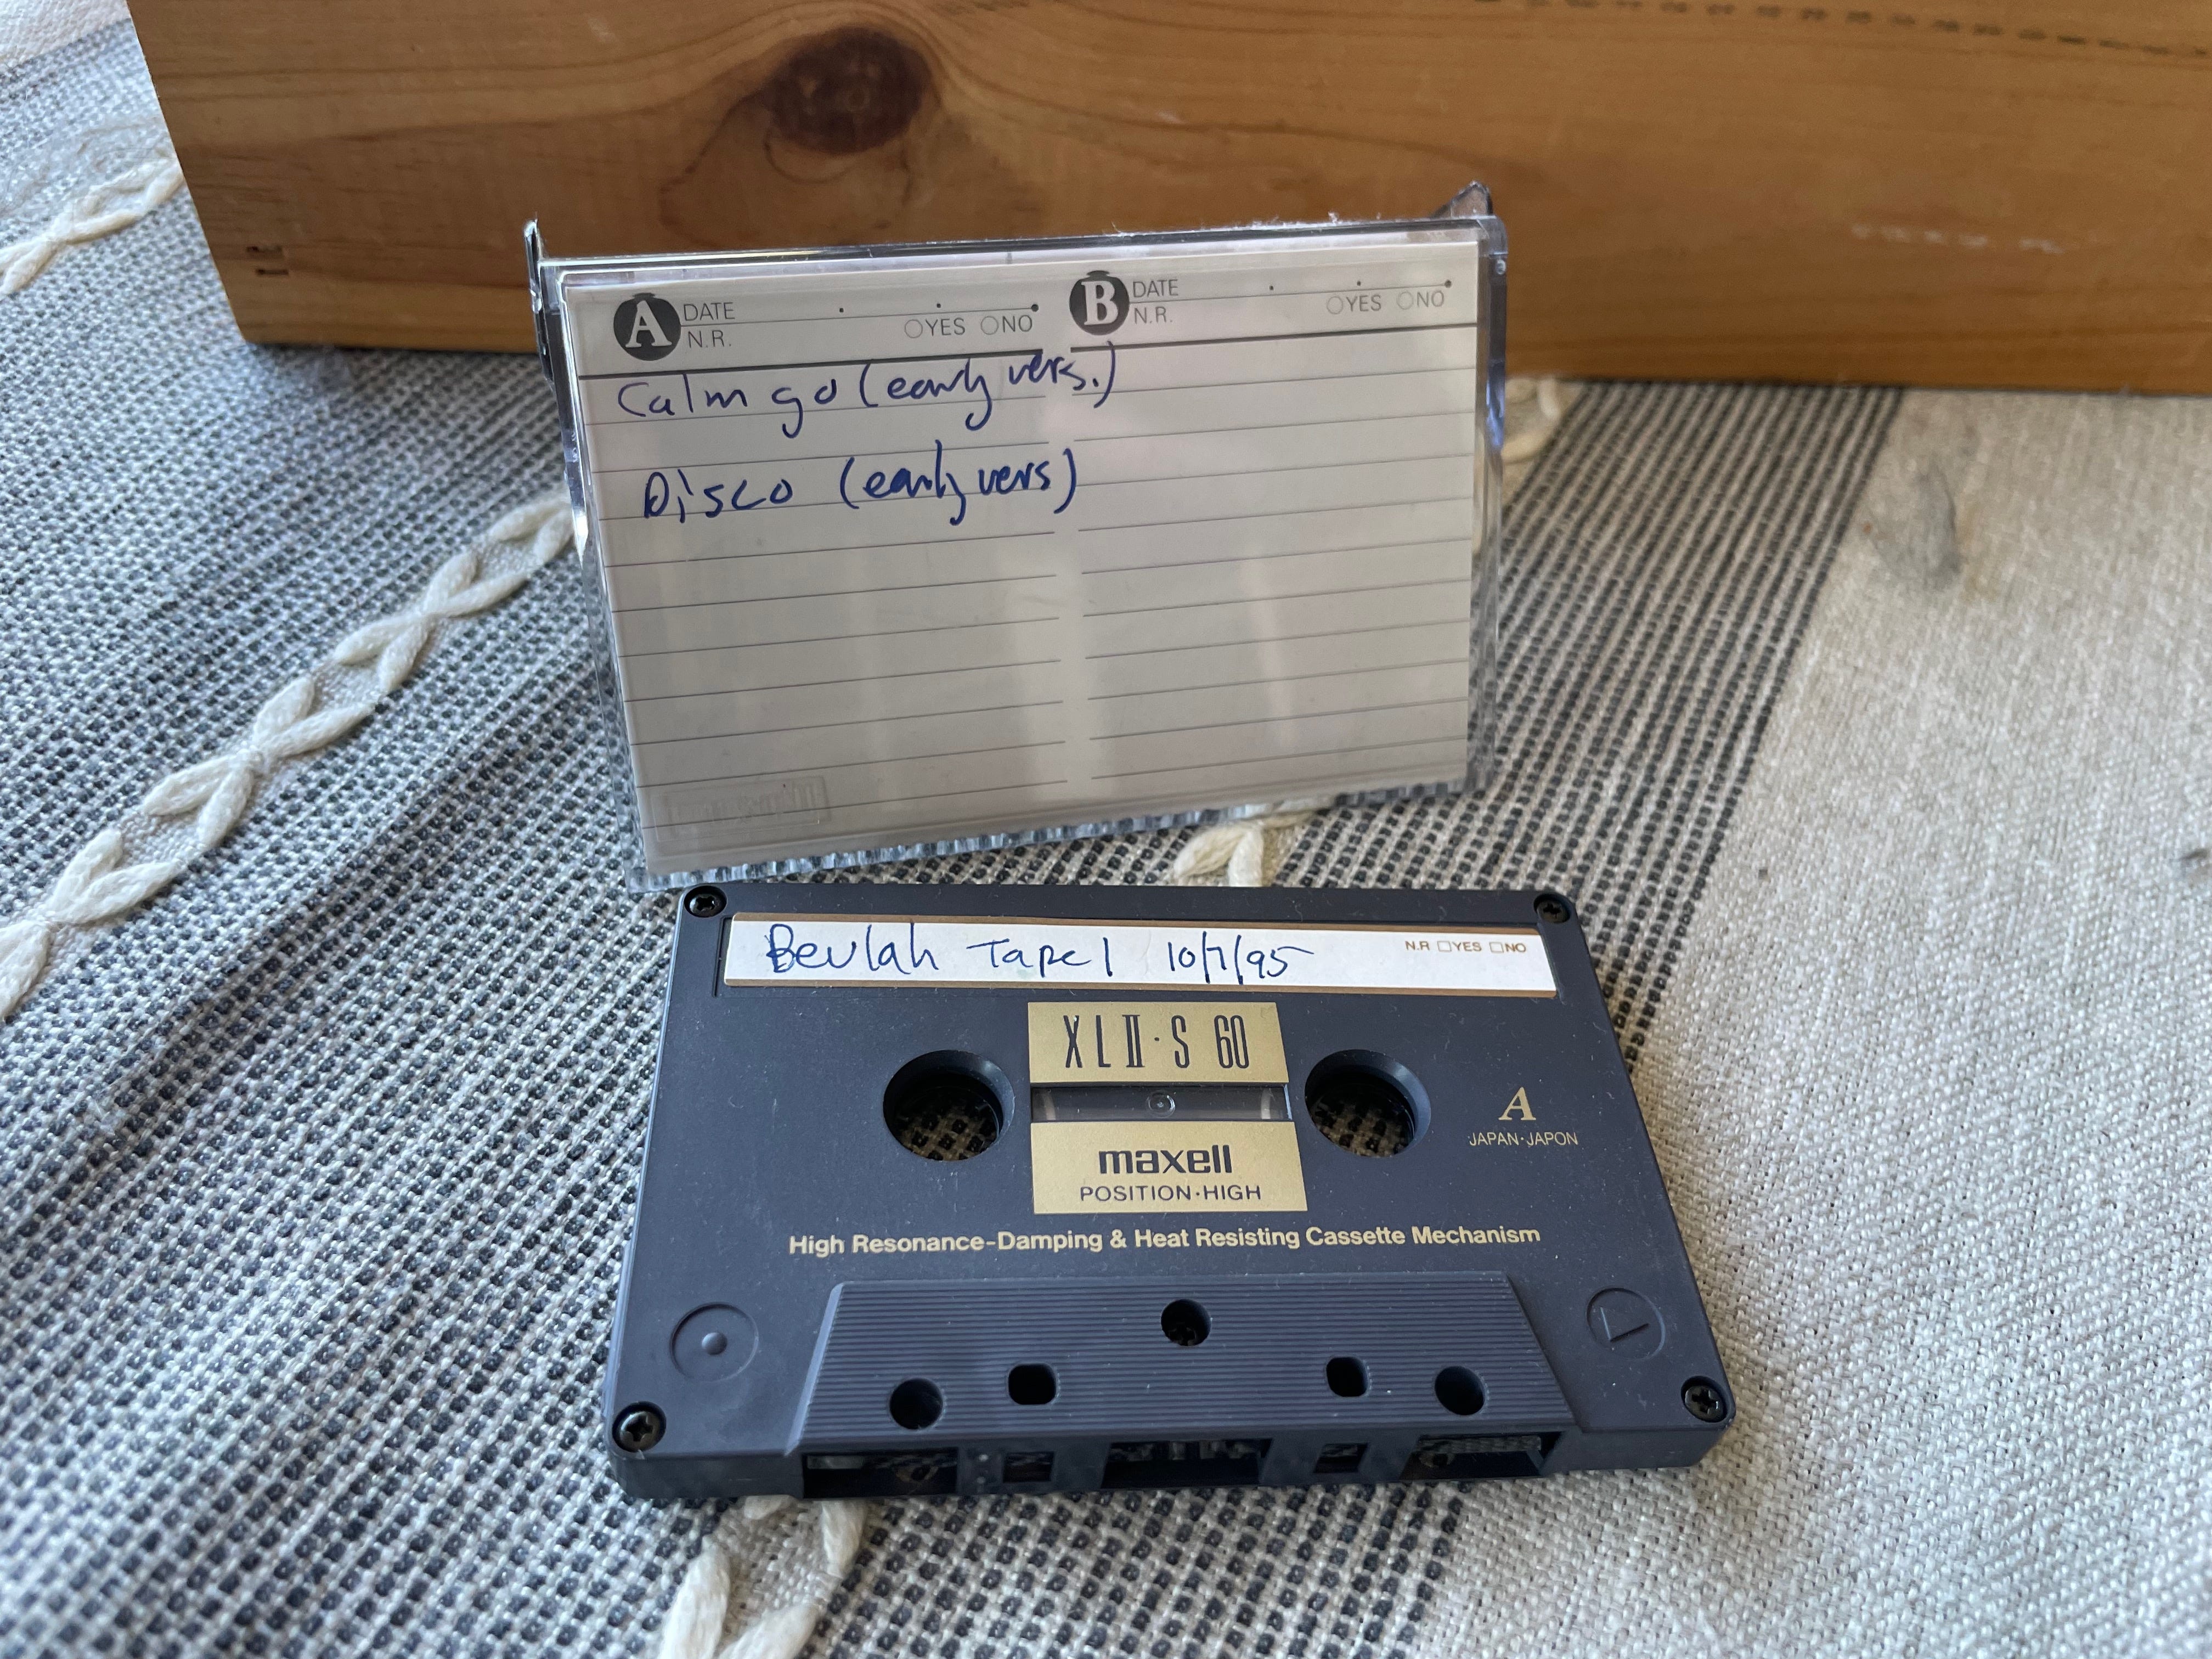 A DATE
N.R. YES NO
B DATE
N.R. YES NO
Calm go (early vers.)
Disco (early vers)
Beulah Tape 1 10/7/95
N.R YES NO
XLII·S 60
A
JAPAN·JAPON
maxell
POSITION·HIGH
High Resonance-Damping & Heat Resisting Cassette Mechanism